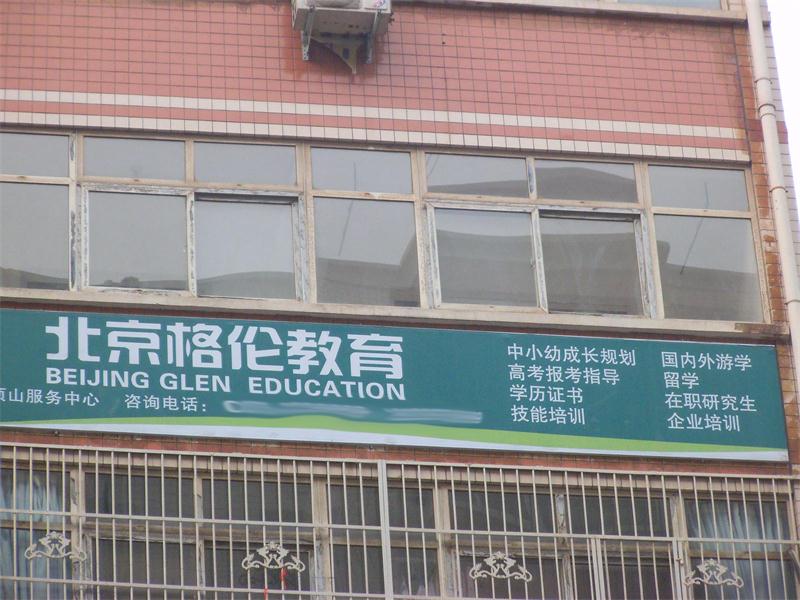 北京格伦教育
BEIJING GLEN EDUCATION
山服务中心 咨询电话：
中小幼成长规划
高考报考指导
学历证书
技能培训
国内外游学
留学
在职研究生
企业培训